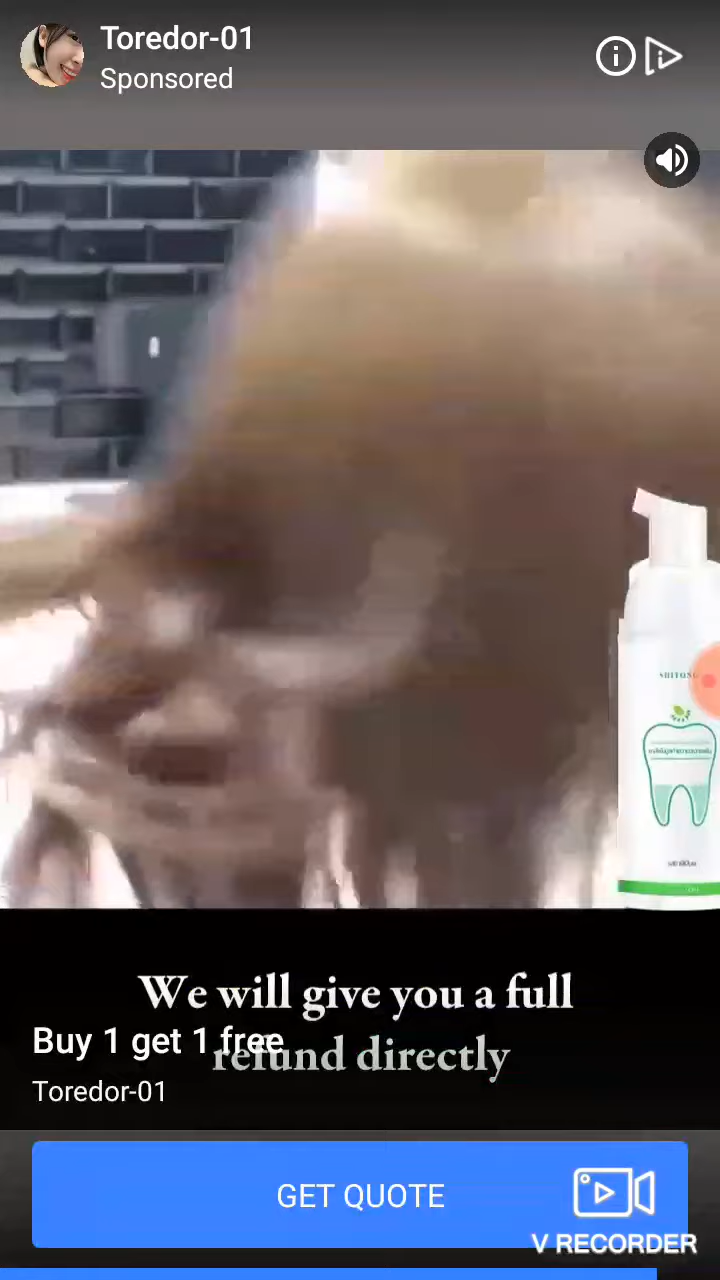 Toredor-01
Sponsored
We will give you a full
refund directly
Buy 1 get 1 free
Toredor-01
GET QUOTE
V RECORDER